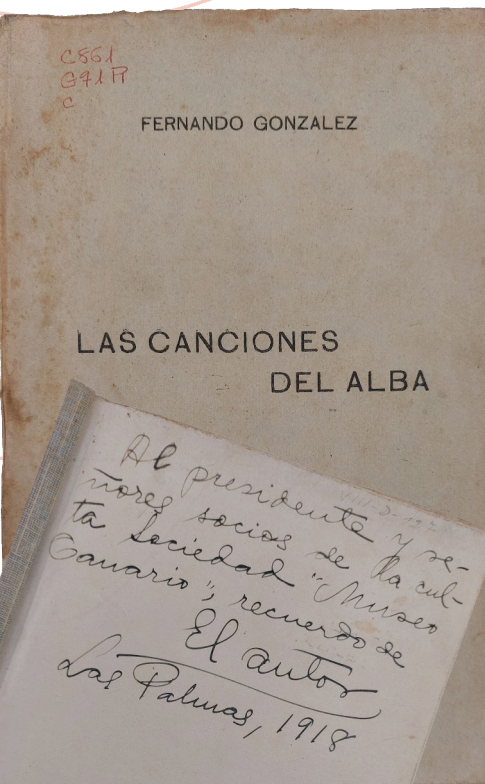 C861
G91R
c
FERNANDO GONZALEZ
LAS CANCIONES
DEL ALBA
Al presidente y se-
ñores socios de la cul-
ta Sociedad "Museo
Canario", recuerdo de
El autor
Las Palmas, 1918